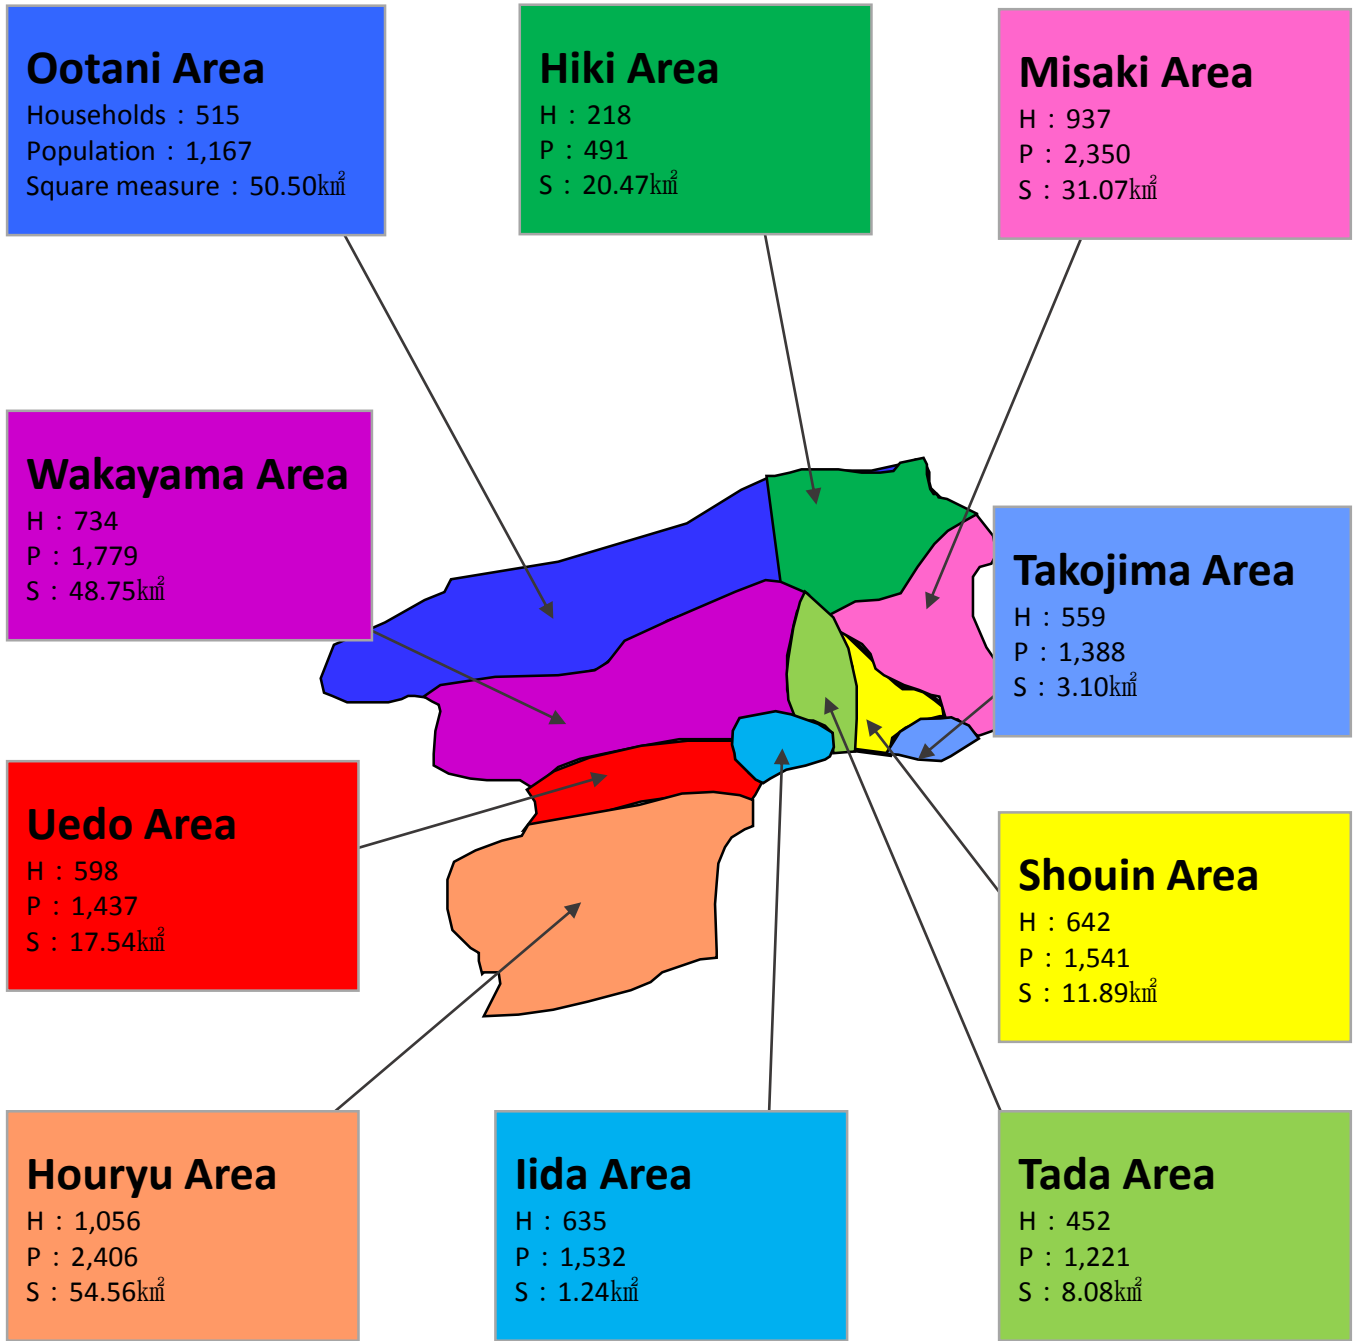 Ootani Area
Households：515
Population：1,167
Square measure：50.50㎢
Hiki Area
H：218
P：491
S：20.47㎢
Misaki Area
H：937
P：2,350
S：31.07㎢
Wakayama Area
H：734
P：1,779
S：48.75㎢
Takojima Area
H：559
P：1,388
S：3.10㎢
Uedo Area
H：598
P：1,437
S：17.54㎢
Shouin Area
H：642
P：1,541
S：11.89㎢
Houryu Area
H：1,056
P：2,406
S：54.56㎢
Iida Area
H：635
P：1,532
S：1.24㎢
Tada Area
H：452
P：1,221
S：8.08㎢